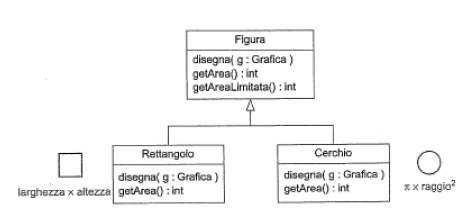 Figura
disegna( g : Grafica )
getArea() : int
getAreaLimitata() : int
Rettangolo
disegna( g : Grafica )
getArea() : int
larghezza × altezza
Cerchio
disegna( g : Grafica )
getArea() : int
π × raggio²